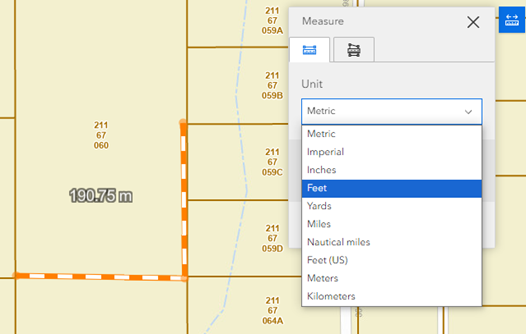 211
67
059A
211
67
059B
211
67
060
211
67
059C
190.75 m
211
67
059D
211
67
064A
Measure
Unit
Metric
Metric
Imperial
Inches
Feet
Yards
Miles
Nautical miles
Feet (US)
Meters
Kilometers